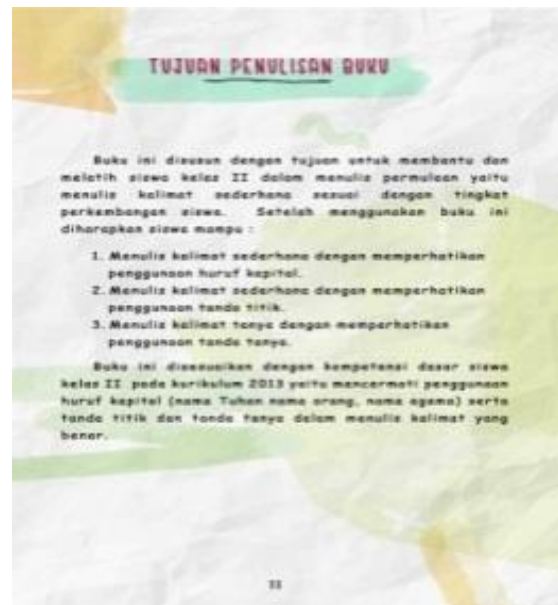 TUJUAN PENULISAN BUKU
Buku ini disusun dengan tujuan untuk membantu dan
melatih siswa kelas II dalam menulis permulaan yaitu
menulis kalimat sederhana sesuai dengan tingkat
perkembangan siswa. Setelah menggunakan buku ini
diharapkan siswa mampu :
1. Menulis kalimat sederhana dengan memperhatikan
penggunaan huruf kapital.
2. Menulis kalimat sederhana dengan memperhatikan
penggunaan tanda titik.
3. Menulis kalimat tanya dengan memperhatikan
penggunaan tanda tanya.
Buku ini disesuaikan dengan kompetensi dasar siswa
kelas II pada kurikulum 2013 yaitu mencermati penggunaan
huruf kapital (nama Tuhan nama orang, nama agama) serta
tanda titik dan tanda tanya dalam menulis kalimat yang
benar.